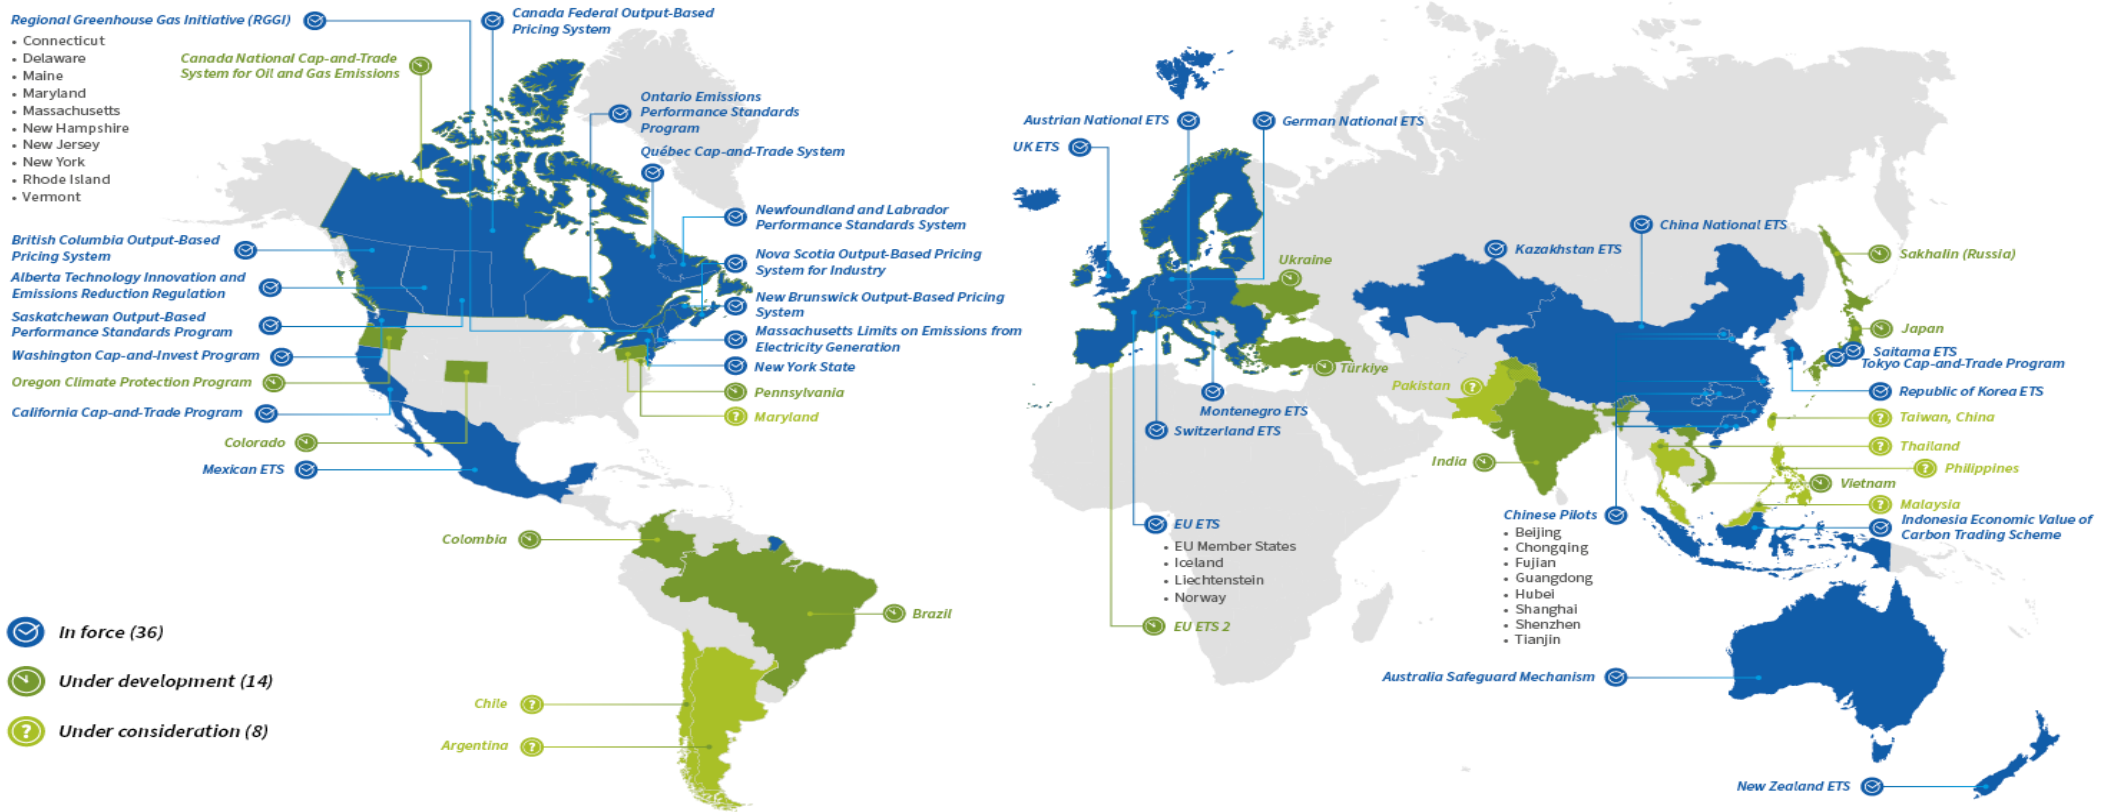 Regional Greenhouse Gas Initiative (RGGI)
• Connecticut
• Delaware
• Maine
• Maryland
• Massachusetts
• New Hampshire
• New Jersey
• New York
• Rhode Island
• Vermont
Canada Federal Output-Based
Pricing System
Canada National Cap-and-Trade
System for Oil and Gas Emissions
Ontario Emissions
Performance Standards
Program
Québec Cap-and-Trade System
Newfoundland and Labrador
Performance Standards System
Nova Scotia Output-Based Pricing
System for Industry
New Brunswick Output-Based Pricing
System
Massachusetts Limits on Emissions from
Electricity Generation
New York State
Pennsylvania
? Maryland
British Columbia Output-Based
Pricing System
Alberta Technology Innovation and
Emissions Reduction Regulation
Saskatchewan Output-Based
Performance Standards Program
Washington Cap-and-Invest Program
Oregon Climate Protection Program
California Cap-and-Trade Program
Colorado
Mexican ETS
Colombia
Brazil
Chile ?
Argentina ?
In force (36)
Under development (14)
? Under consideration (8)
Austrian National ETS
German National ETS
UK ETS
Ukraine
Türkiye
Montenegro ETS
Switzerland ETS
EU ETS
• EU Member States
• Iceland
• Liechtenstein
• Norway
EU ETS 2
Kazakhstan ETS
China National ETS
Sakhalin (Russia)
Japan
Saitama ETS
Tokyo Cap-and-Trade Program
Republic of Korea ETS
Pakistan ?
India
? Taiwan, China
? Thailand
? Philippines
Vietnam
? Malaysia
Indonesia Economic Value of
Carbon Trading Scheme
Chinese Pilots
• Beijing
• Chongqing
• Fujian
• Guangdong
• Hubei
• Shanghai
• Shenzhen
• Tianjin
Australia Safeguard Mechanism
New Zealand ETS